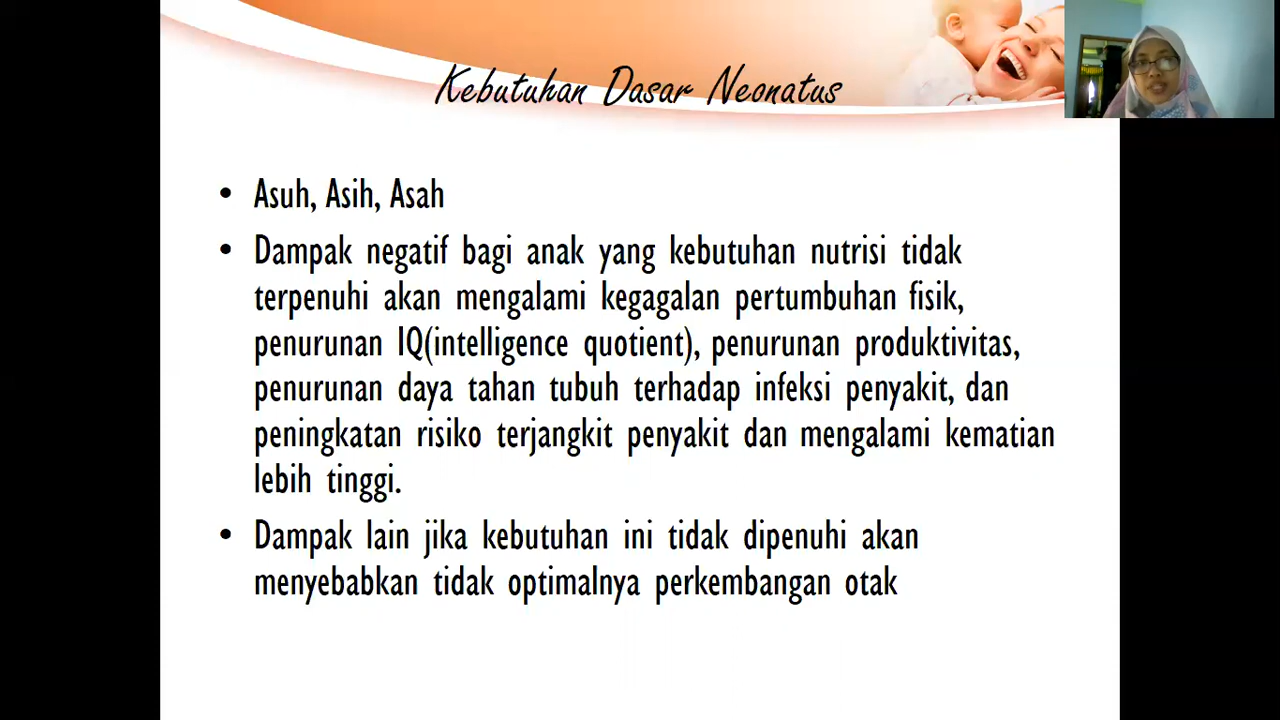 Kebutuhan Dasar Neonatus
• Asuh, Asih, Asah
• Dampak negatif bagi anak yang kebutuhan nutrisi tidak
terpenuhi akan mengalami kegagalan pertumbuhan fisik,
penurunan IQ(intelligence quotient), penurunan produktivitas,
penurunan daya tahan tubuh terhadap infeksi penyakit, dan
peningkatan risiko terjangkit penyakit dan mengalami kematian
lebih tinggi.
• Dampak lain jika kebutuhan ini tidak dipenuhi akan
menyebabkan tidak optimalnya perkembangan otak